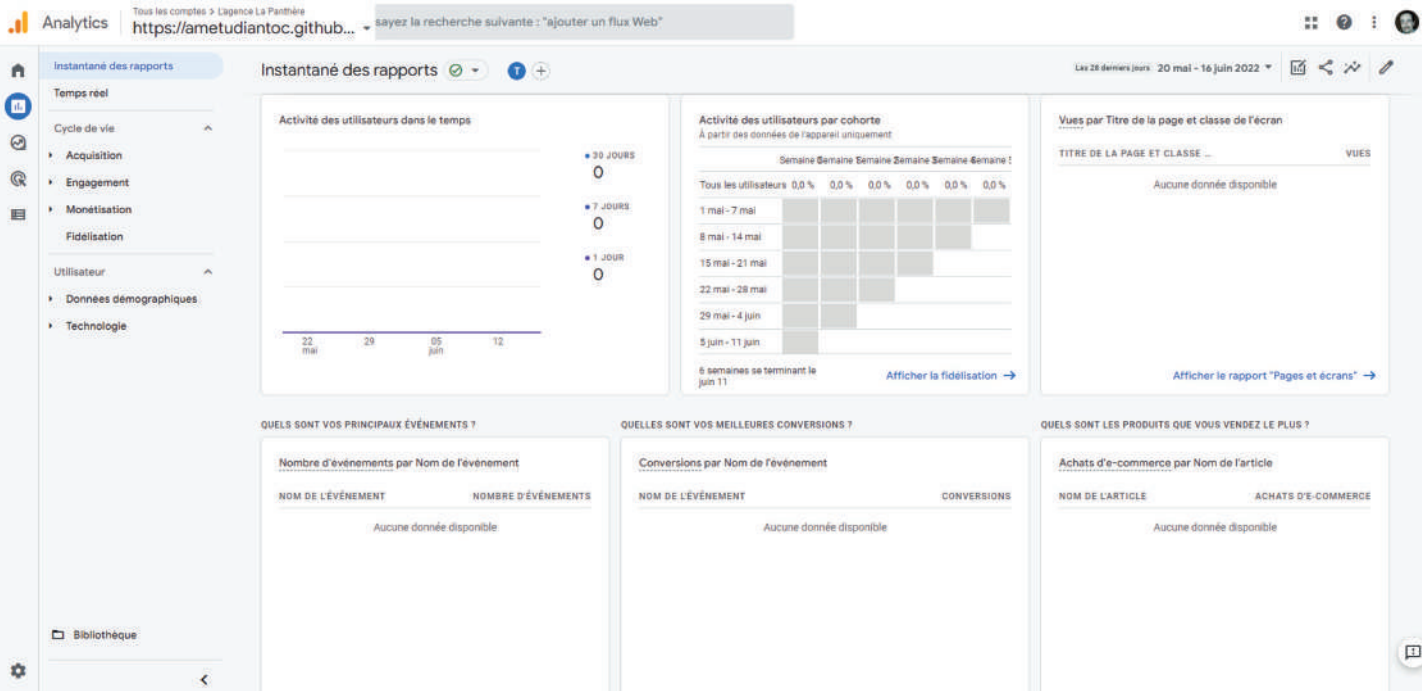 Analytics
Tous les comptes > L'agence La Panthère
https://ametudiantoc.github...
sayez la recherche suivante : "ajouter un flux Web"
Instantané des rapports
Temps réel
Cycle de vie
Acquisition
Engagement
Monétisation
Fidélisation
Utilisateur
Données démographiques
Technologie
Bibliothèque
Instantané des rapports
T
Les 28 derniers jours 20 mai - 16 juin 2022
Activité des utilisateurs dans le temps
30 JOURS
0
7 JOURS
0
1 JOUR
0
22 mai
29
05 juin
12
Activité des utilisateurs par cohorte
À partir des données de l'appareil uniquement
Semaine Semaine Semaine Semaine Semaine Semaine
Tous les utilisateurs 0,0 % 0,0 % 0,0 % 0,0 % 0,0 % 0,0 %
1 mai - 7 mai
8 mai - 14 mai
15 mai - 21 mai
22 mai - 28 mai
29 mai - 4 juin
5 juin - 11 juin
6 semaines se terminant le
juin 11
Afficher la fidélisation
Vues par Titre de la page et classe de l'écran
TITRE DE LA PAGE ET CLASSE ... VUES
Aucune donnée disponible
Afficher le rapport "Pages et écrans"
QUELS SONT VOS PRINCIPAUX ÉVÉNEMENTS ?
Nombre d'événements par Nom de l'événement
NOM DE L'ÉVÉNEMENT NOMBRE D'ÉVÉNEMENTS
Aucune donnée disponible
QUELLES SONT VOS MEILLEURES CONVERSIONS ?
Conversions par Nom de l'événement
NOM DE L'ÉVÉNEMENT CONVERSIONS
Aucune donnée disponible
QUELS SONT LES PRODUITS QUE VOUS VENDEZ LE PLUS ?
Achats d'e-commerce par Nom de l'article
NOM DE L'ARTICLE ACHATS D'E-COMMERCE
Aucune donnée disponible